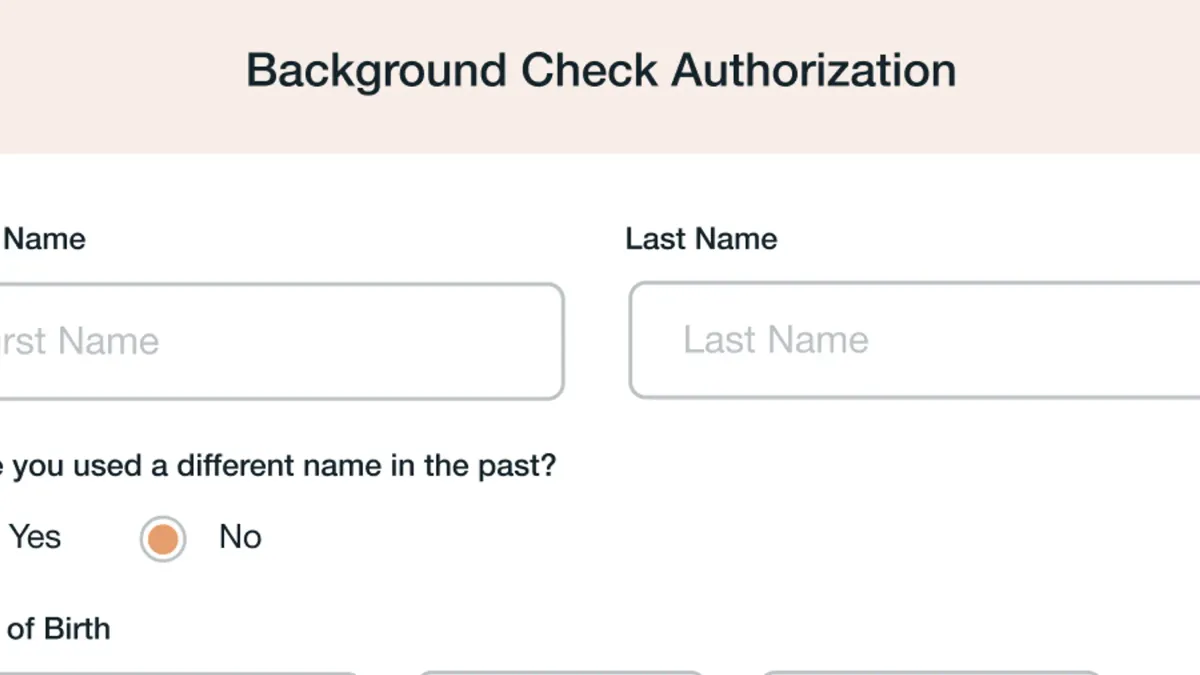 Background Check Authorization
Name Last Name
rst Name Last Name
you used a different name in the past?
Yes No
of Birth